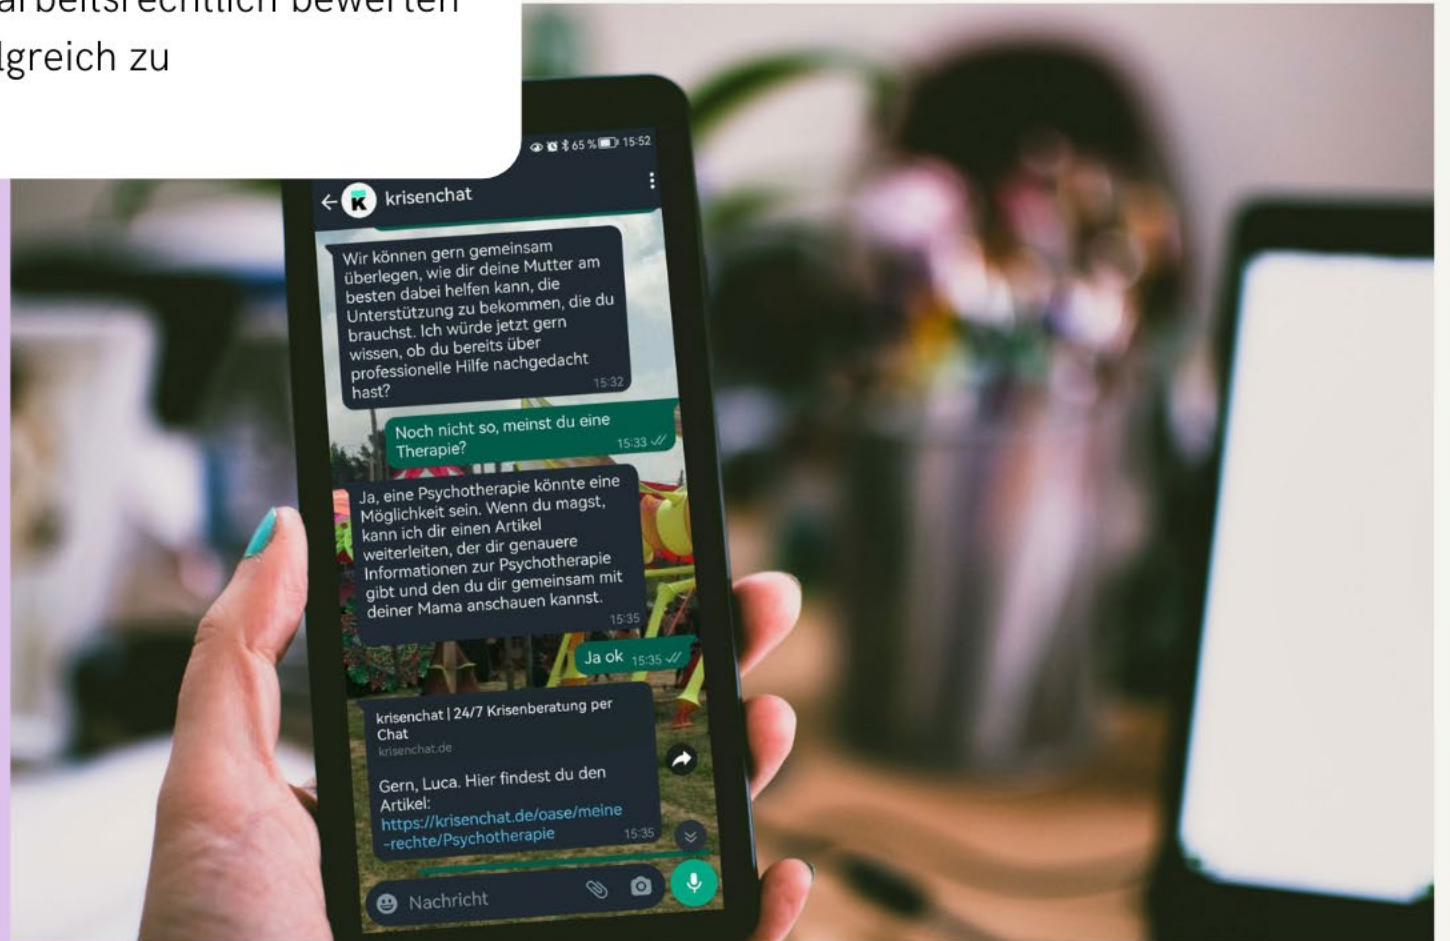 arbeitsrechtlich bewerten
lgreich zu
65 % 15:52
krisenchat
Wir können gern gemeinsam
überlegen, wie dir deine Mutter am
besten dabei helfen kann, die
Unterstützung zu bekommen, die du
brauchst. Ich würde jetzt gern
wissen, ob du bereits über
professionelle Hilfe nachgedacht
hast?
15:32
Noch nicht so, meinst du eine
Therapie?
15:33
Ja, eine Psychotherapie könnte eine
Möglichkeit sein. Wenn du magst,
kann ich dir einen Artikel
weiterleiten, der dir genauere
Informationen zur Psychotherapie
gibt und den du dir gemeinsam mit
deiner Mama anschauen kannst.
15:35
Ja ok 15:35
krisenchat | 24/7 Krisenberatung per
Chat
krisenchat.de
Gern, Luca. Hier findest du den
Artikel:
https://krisenchat.de/oase/meine
-rechte/Psychotherapie
15:35
Nachricht